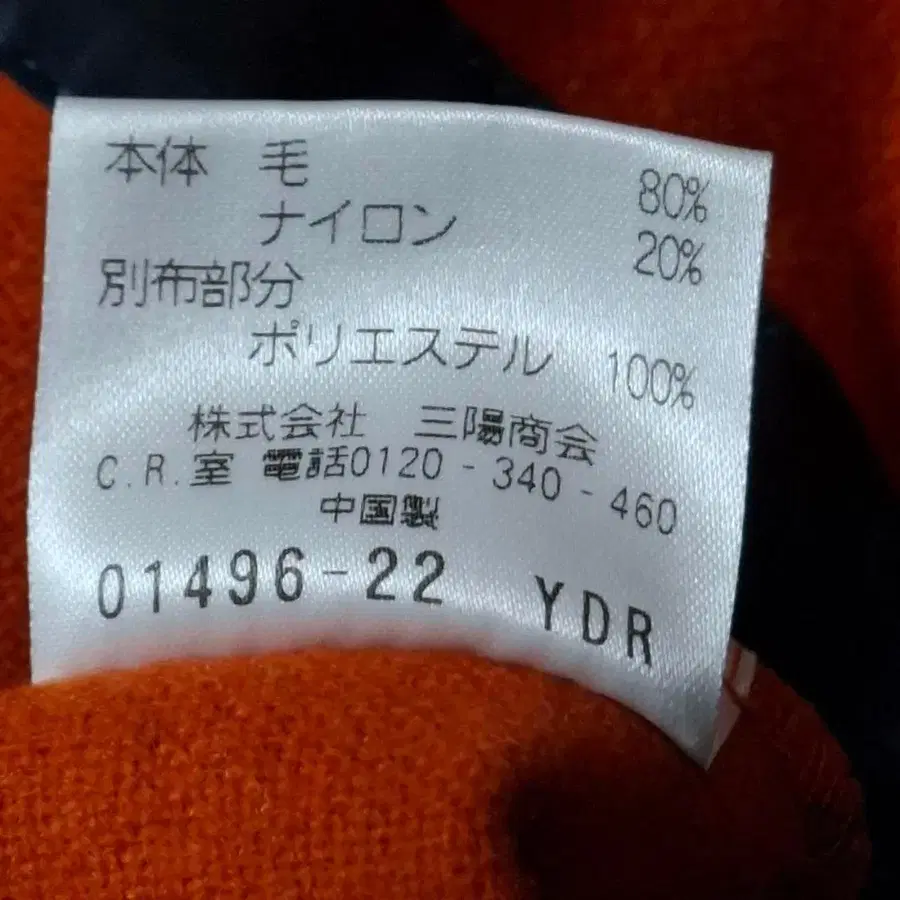 本体 毛 80%
ナイロン 20%
別布部分
ポリエステル 100%
株式会社 三陽商会
C.R.室 電話0120-340-460
中国製
01496-22 YDR